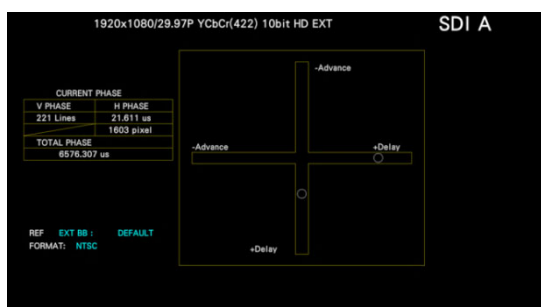 1920x1080/29.97P YCbCr(422) 10bit HD EXT
SDI A
-Advance
CURRENT PHASE
V PHASE H PHASE
221 Lines 21.611 us
1603 pixel
TOTAL PHASE
6576.307 us
-Advance +Delay
REF EXT BB : DEFAULT
FORMAT: NTSC
+Delay